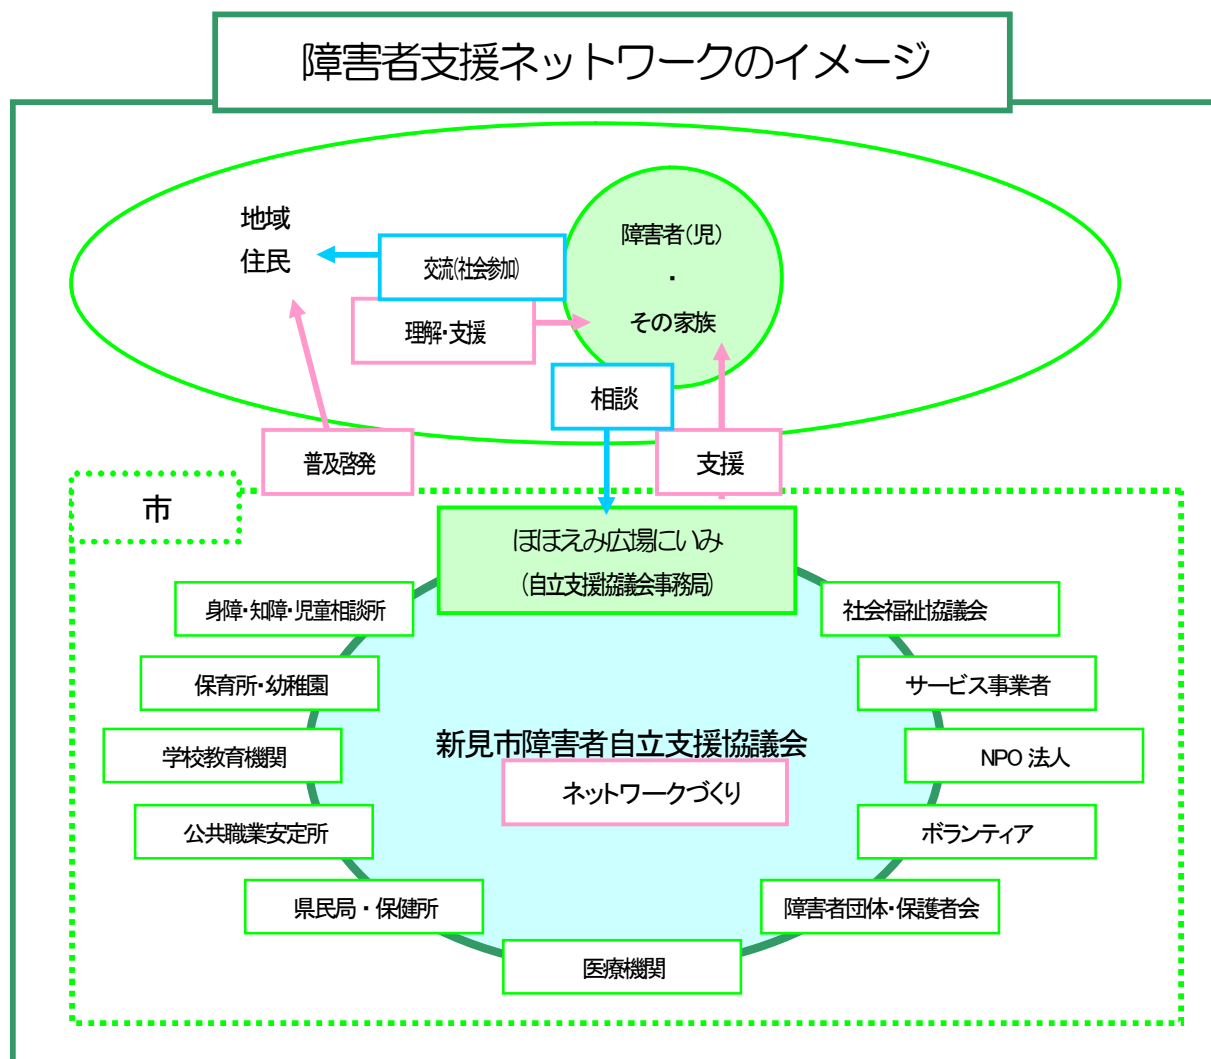 障害者支援ネットワークのイメージ
地域
住民
障害者(児)
・
その家族
交流(社会参加)
理解・支援
相談
普及啓発
支援
市
ほほえみ広場にいみ
(自立支援協議会事務局)
身障・知障・児童相談所
社会福祉協議会
保育所・幼稚園
サービス事業者
新見市障害者自立支援協議会
学校教育機関
NPO 法人
ネットワークづくり
公共職業安定所
ボランティア
県民局・保健所
障害者団体・保護者会
医療機関